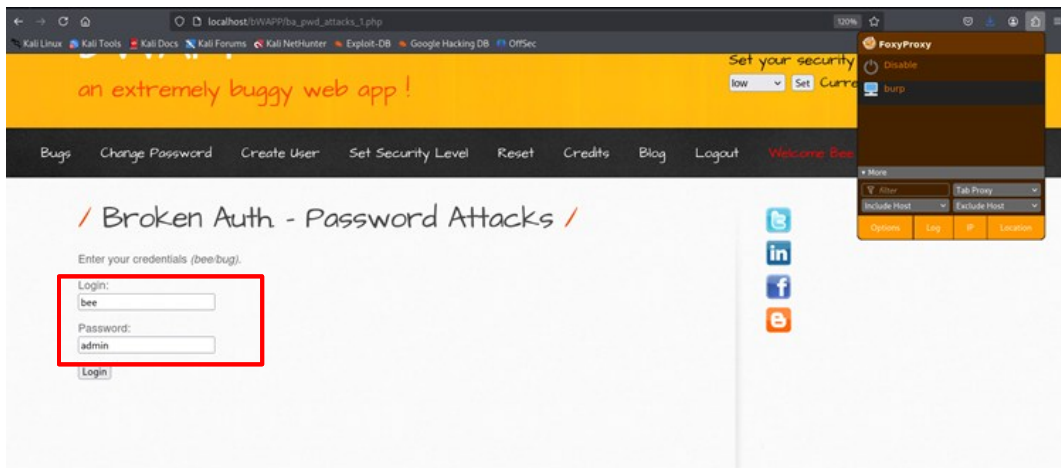 localhost/bWAPP/ba_pwd_attacks_1.php
120%
Kali Linux Kali Tools Kali Docs Kali Forums Kali NetHunter Exploit-DB Google Hacking DB OffSec
FoxyProxy
Disable
burp
More
Filter Tab Proxy
Include Host Exclude Host
Options Log IP Location
an extremely buggy web app !
Set your security
low Set
Bugs Change Password Create User Set Security Level Reset Credits Blog Logout Welcome Bee
/ Broken Auth. - Password Attacks /
Enter your credentials (bee/bug).
Login:
bee
Password:
admin
Login